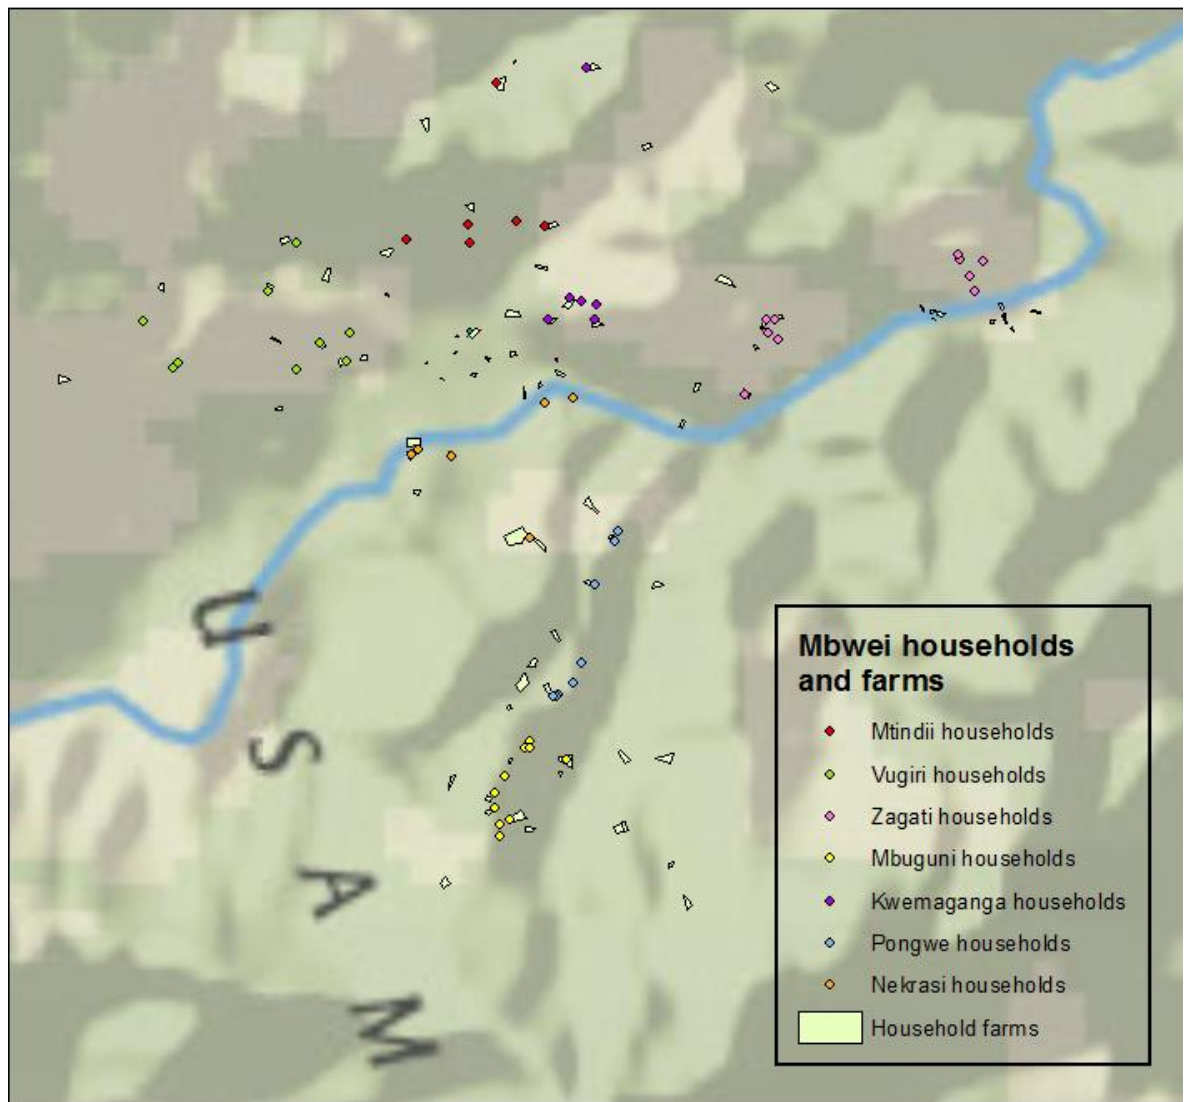 U
S
A
M
Mbwei households
and farms
Mtindii households
Vugiri households
Zagati households
Mbuguni households
Kwemaganga households
Pongwe households
Nekrasi households
Household farms